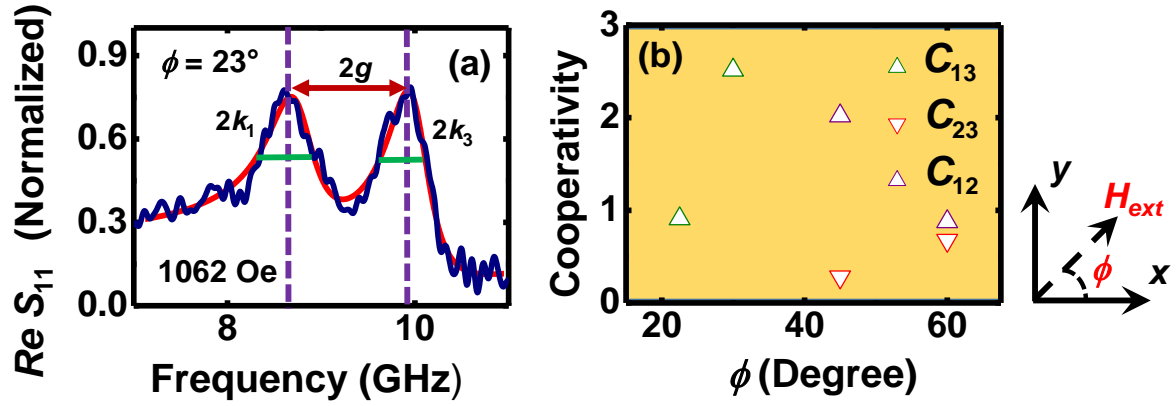 (a)
ϕ = 23°
2g
2k₁
2k₃
1062 Oe
0.9
0.6
0.3
0.0
8
10
Re S₁₁ (Normalized)
Frequency (GHz)
(b)
C₁₃
C₂₃
C₁₂
3
2
1
0
20
40
60
Cooperativity
ϕ (Degree)
y
H_ext
ϕ
x